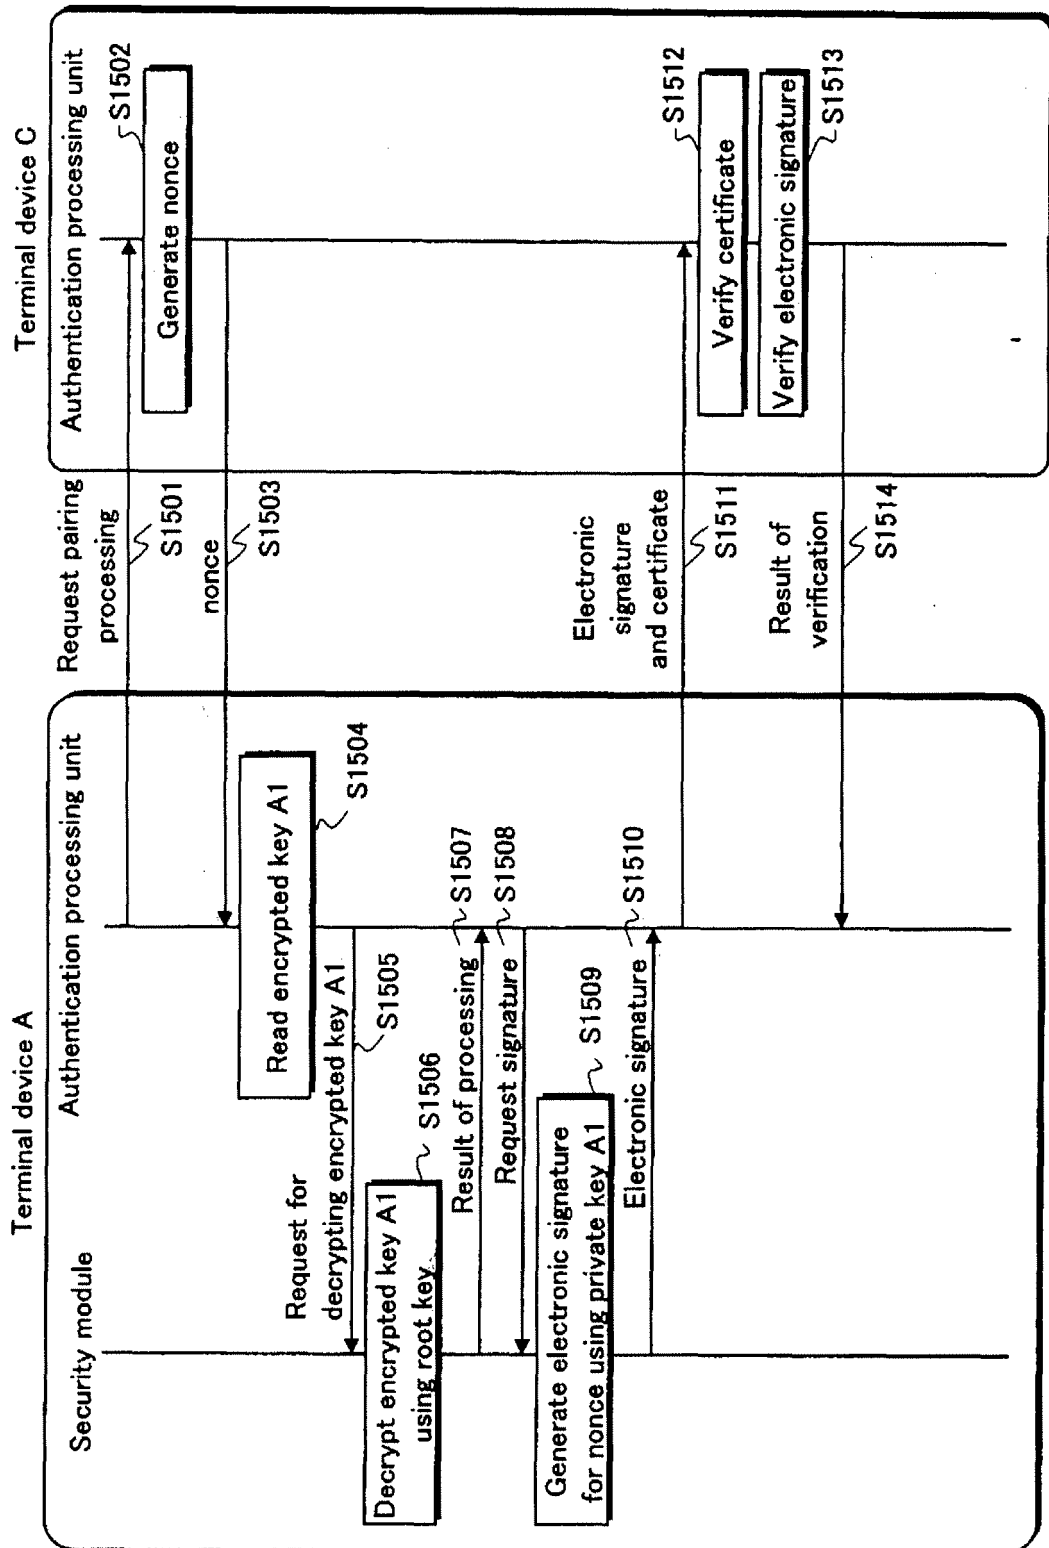 Terminal device A
Terminal device C
Security module
Authentication processing unit
Authentication processing unit
Request pairing
processing
S1501
Generate nonce
S1502
nonce
S1503
Read encrypted key A1
S1504
Request for
decrypting encrypted key A1
S1505
Decrypt encrypted key A1
using root key
S1506
Result of processing
S1507
Request signature
S1508
Generate electronic signature
for nonce using private key A1
S1509
Electronic signature
S1510
Electronic
signature
and certificate
S1511
Verify certificate
S1512
Verify electronic signature
S1513
Result of
verification
S1514